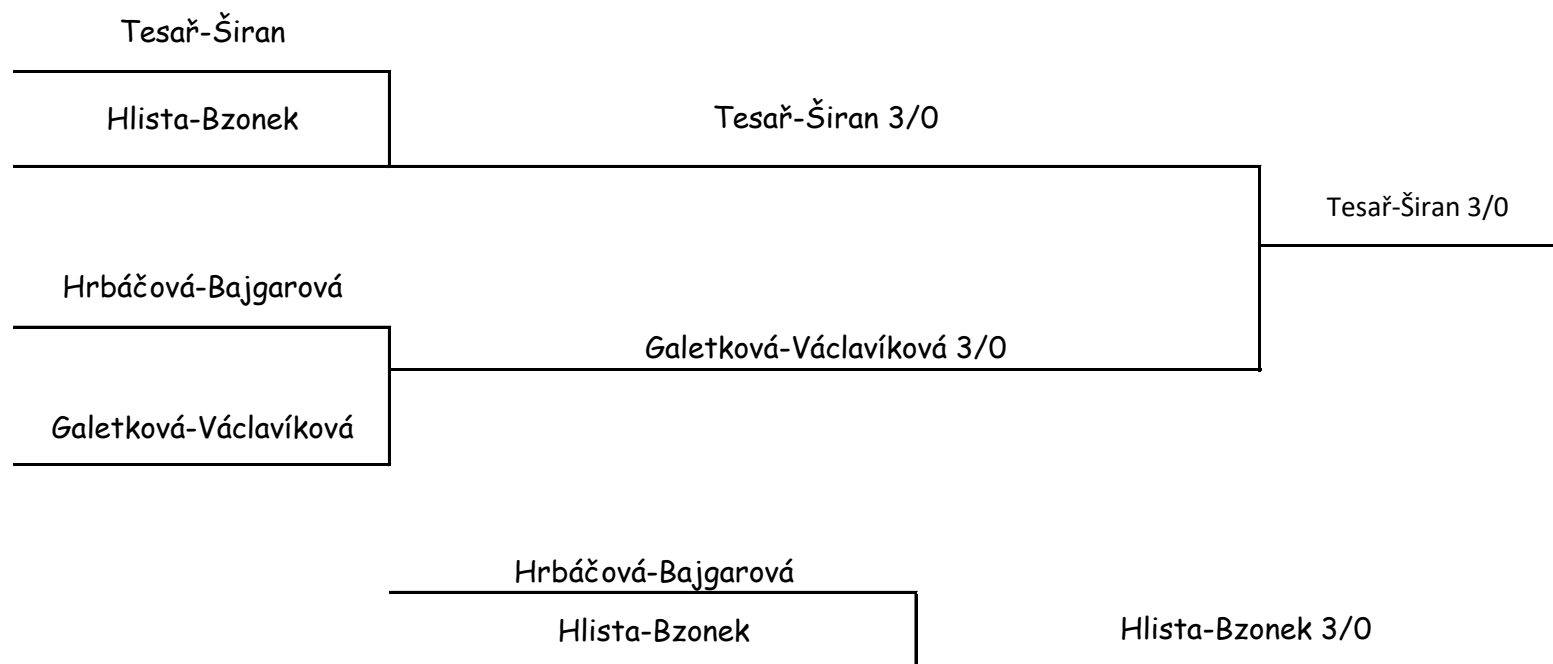 Tesař-Širan
Hlista-Bzonek
Tesař-Širan 3/0
Tesař-Širan 3/0
Hrbáčová-Bajgarová
Galetková-Václavíková 3/0
Galetková-Václavíková
Hrbáčová-Bajgarová
Hlista-Bzonek
Hlista-Bzonek 3/0